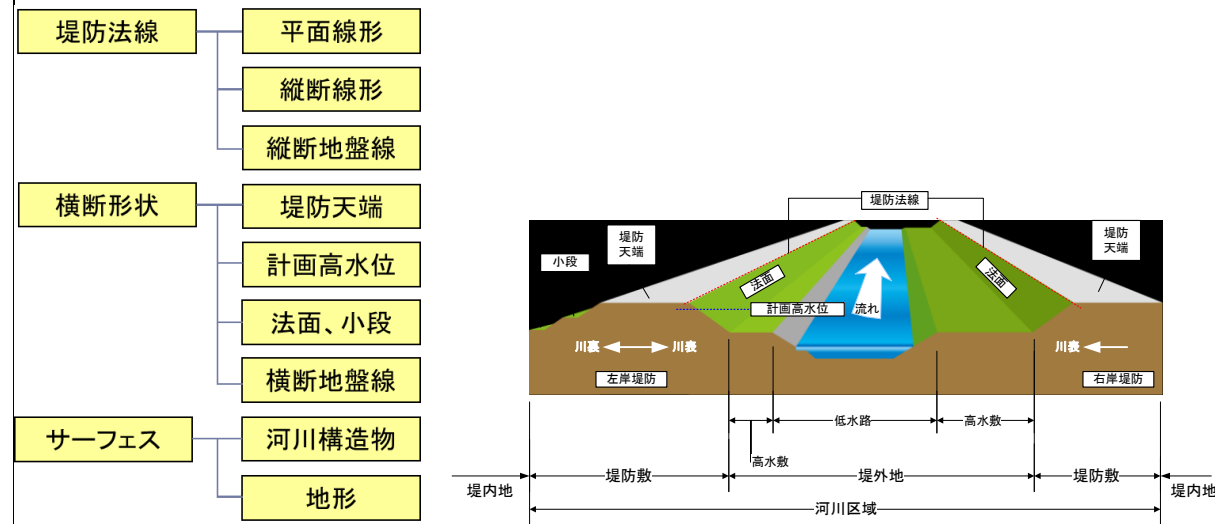 堤防法線
平面線形
縦断線形
縦断地盤線
横断形状
堤防天端
計画高水位
法面、小段
横断地盤線
サーフェス
河川構造物
地形
堤防法線
堤防
天端
堤防
天端
小段
法面
法面
計画高水位
流れ
川裏
川表
川表
左岸堤防
右岸堤防
低水路
高水敷
高水敷
堤防敷
堤外地
堤防敷
堤内地
堤内地
河川区域